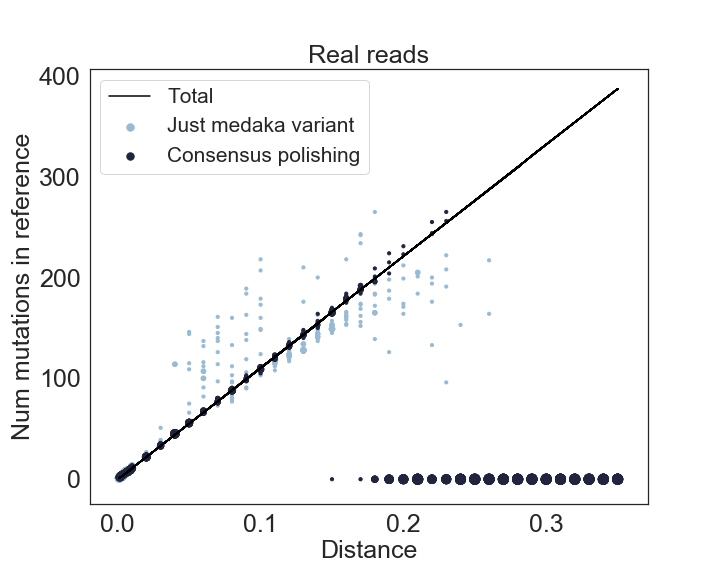 Real reads
Total
Just medaka variant
Consensus polishing
Num mutations in reference
400
300
200
100
0
0.0 0.1 0.2 0.3
Distance